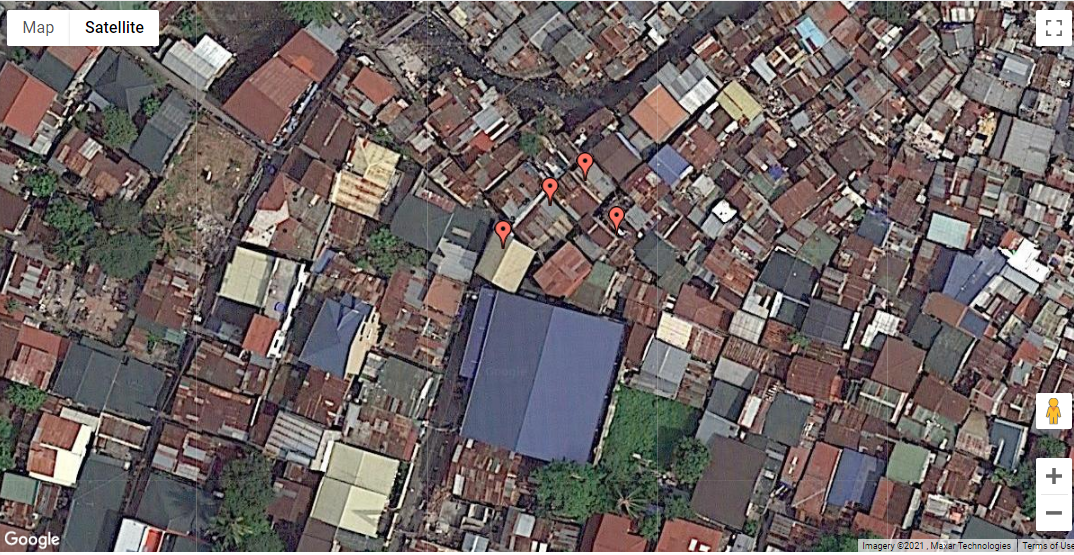 Map Satellite
Google
Imagery ©2021 , Maxar Technologies
Terms of Use